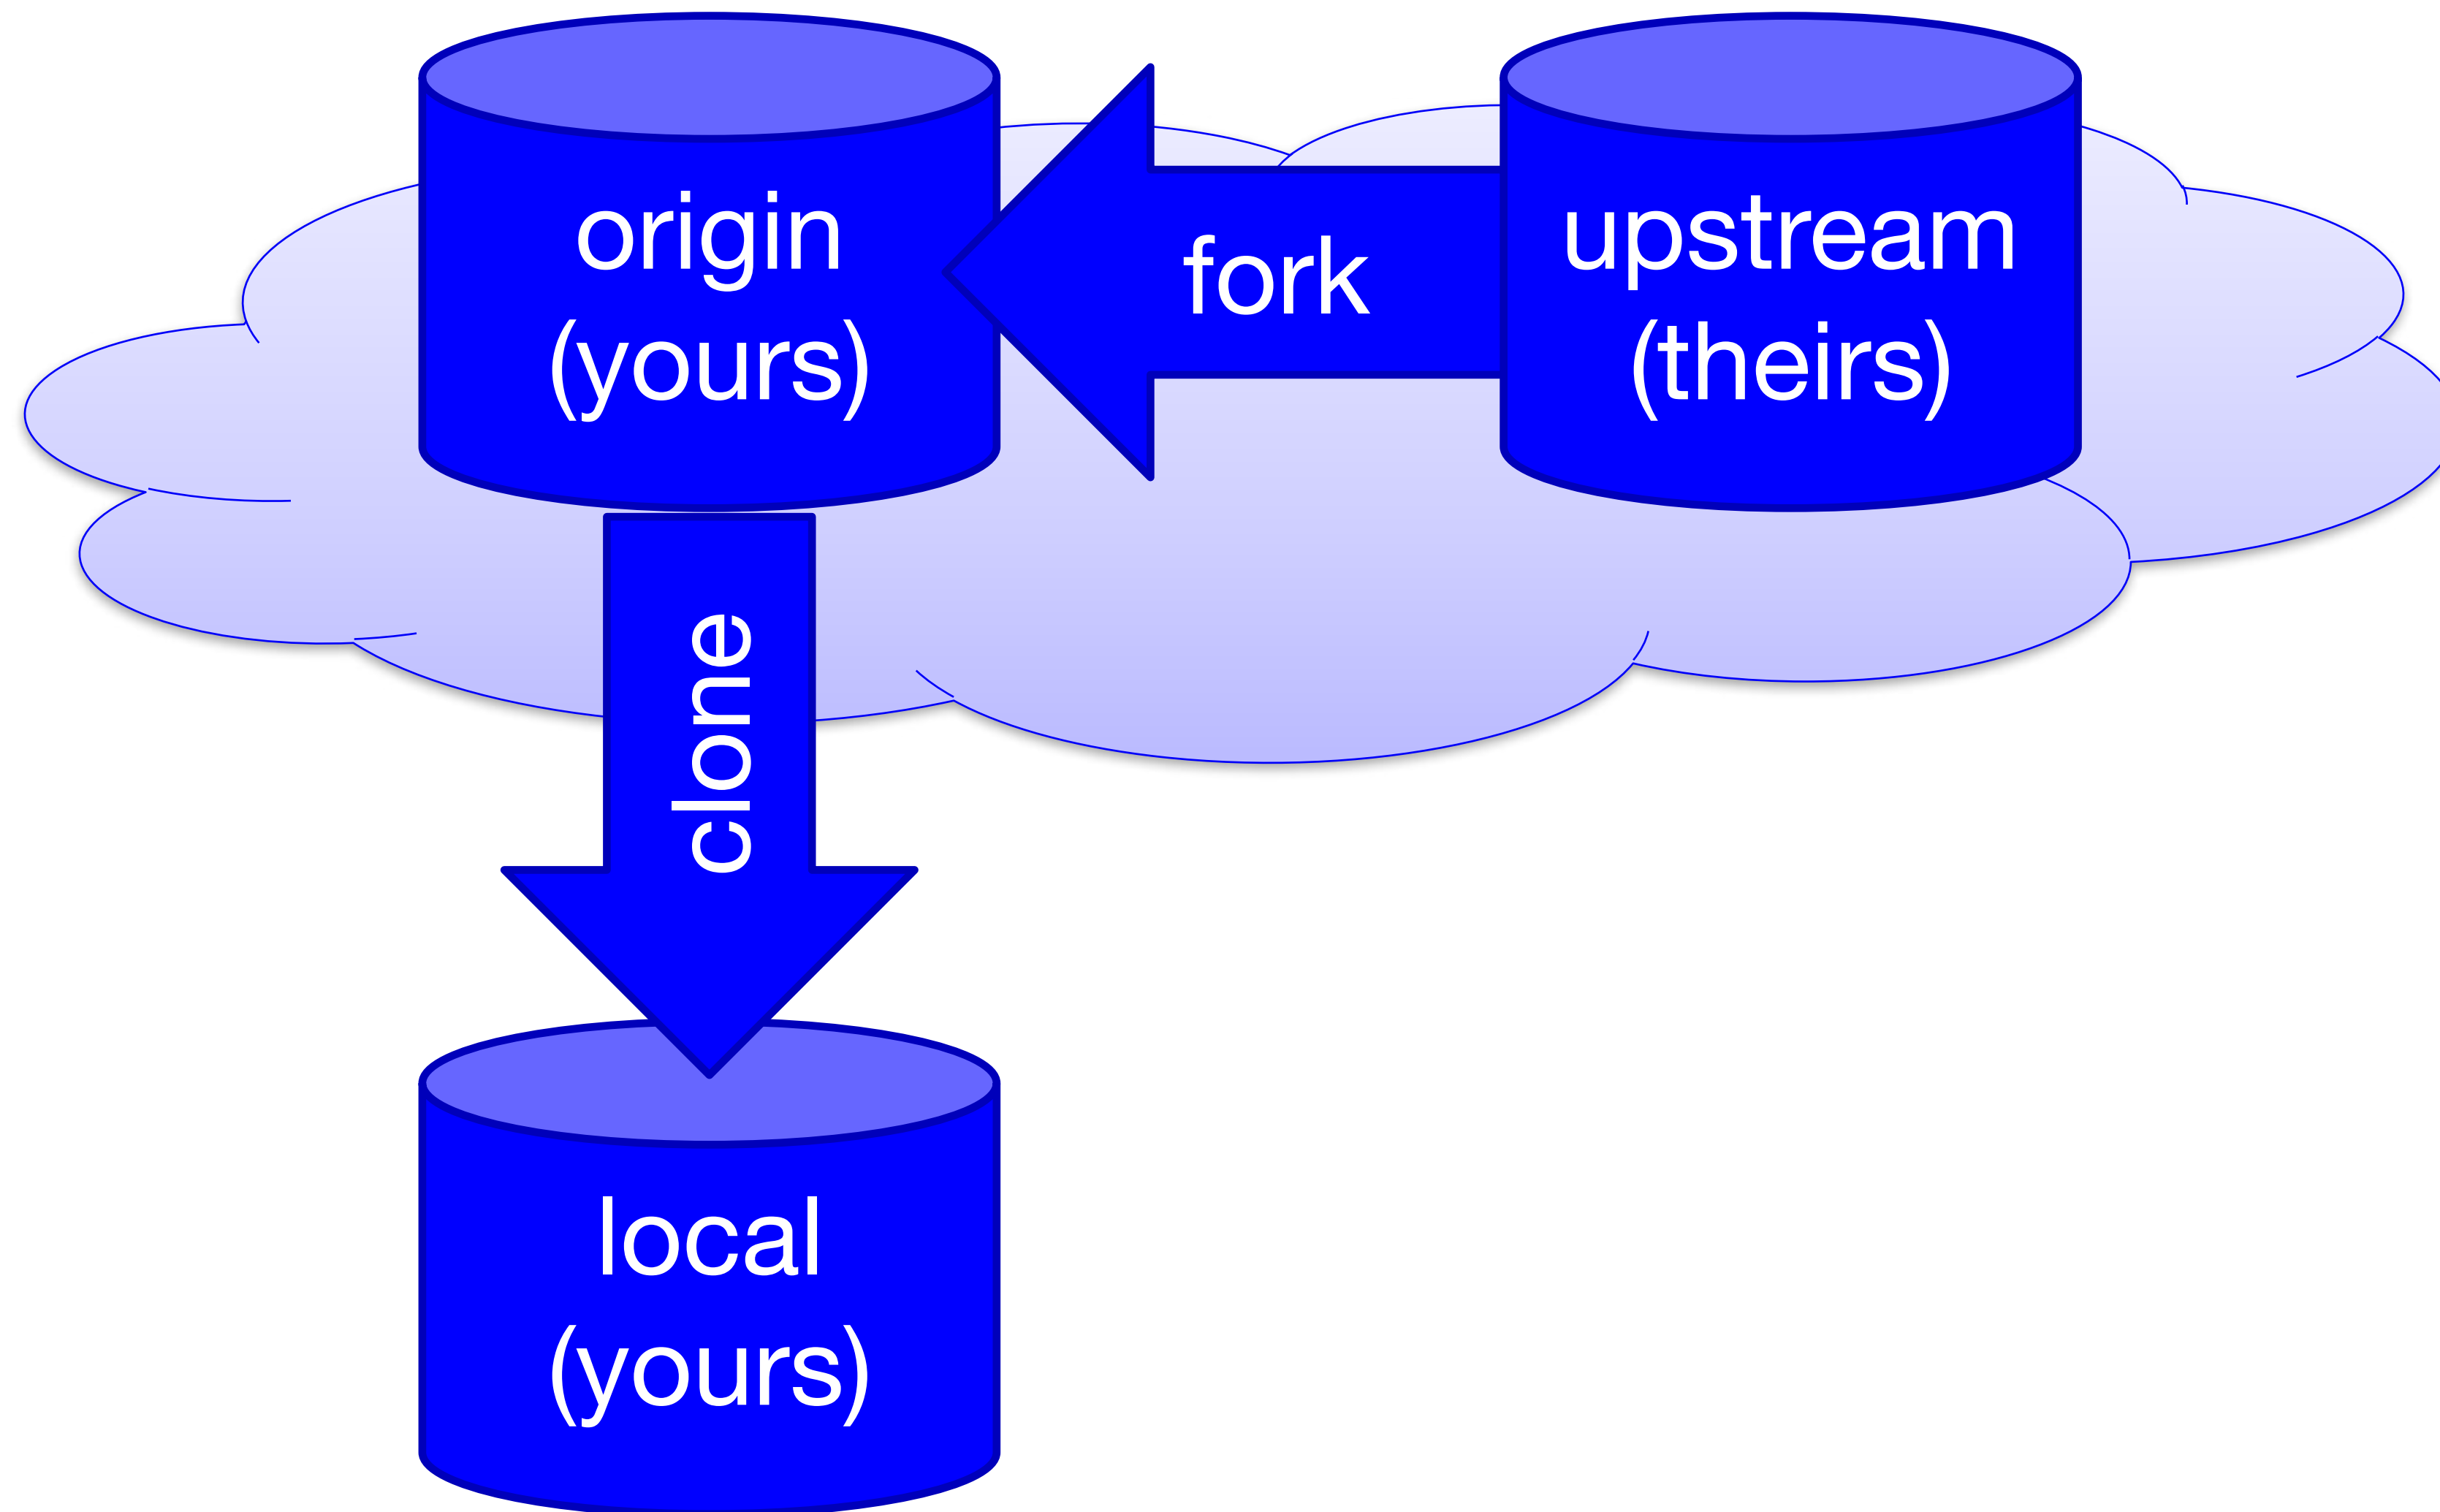 origin
(yours)
fork
upstream
(theirs)
clone
local
(yours)